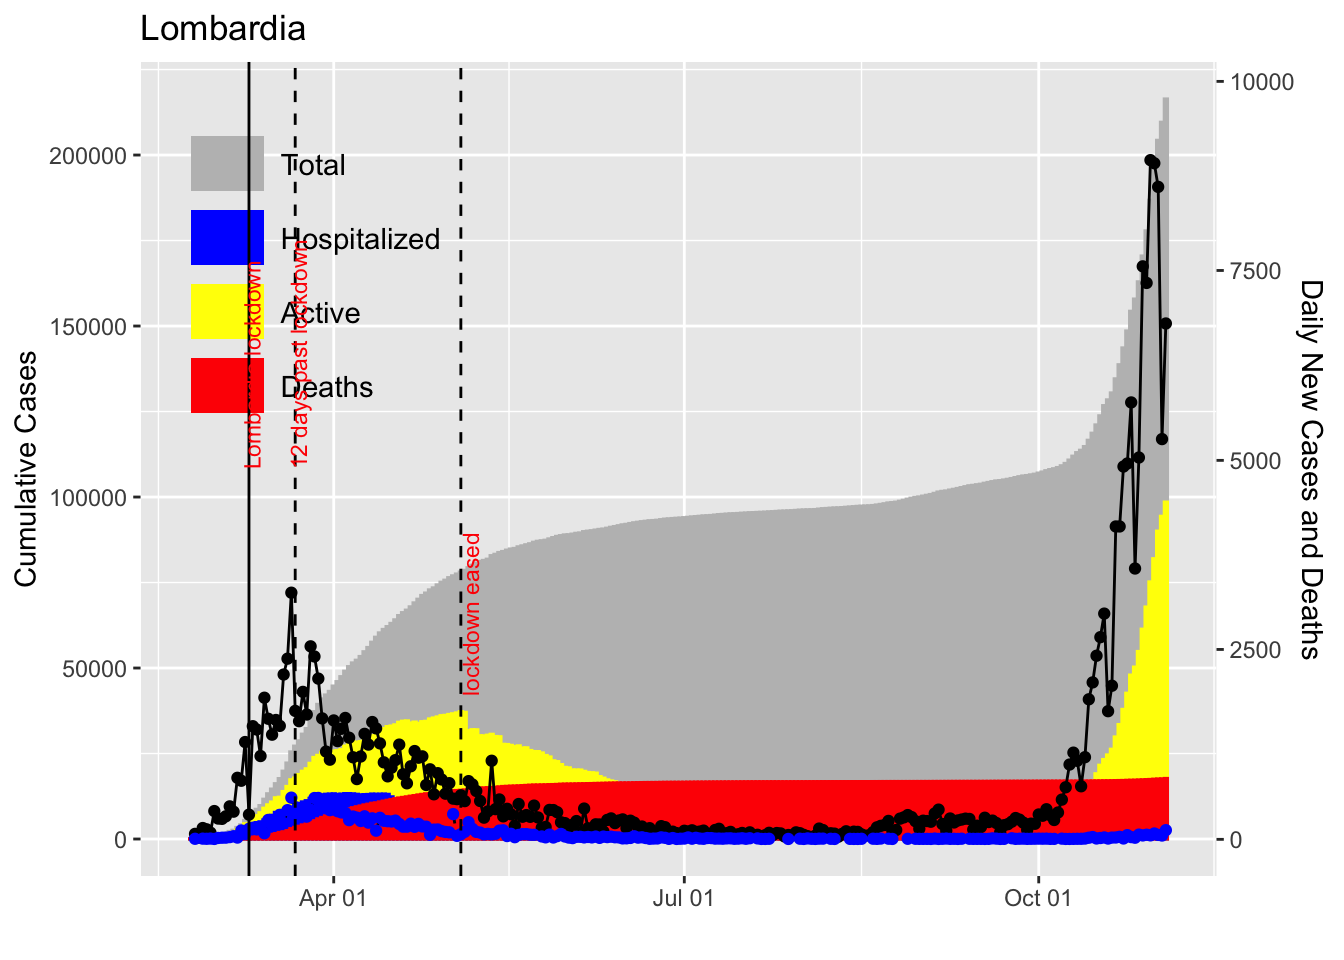 Lombardia
Total
Hospitalized
Active
Deaths
Lombardia lockdown
12 days past lockdown
lockdown eased
Cumulative Cases
200000
150000
100000
50000
0
Daily New Cases and Deaths
10000
7500
5000
2500
0
Apr 01
Jul 01
Oct 01